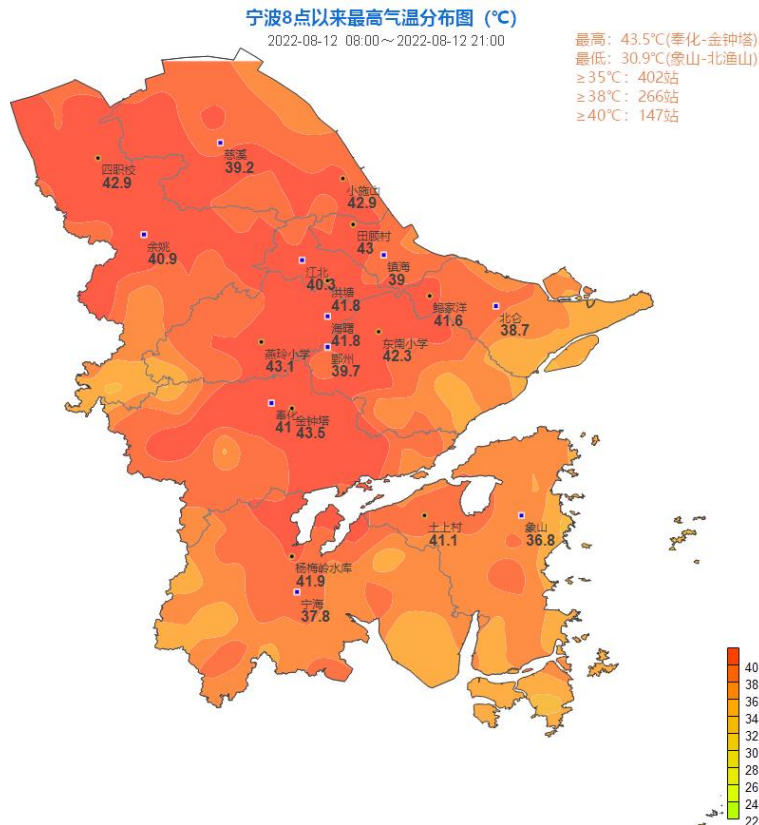 宁波8点以来最高气温分布图（℃）
2022-08-12 08:00～2022-08-12 21:00
最高：43.5℃(奉化-金钟塔)
最低：30.9℃(象山-北渔山)
≥35℃：402站
≥38℃：266站
≥40℃：147站
慈溪
39.2
四职校
42.9
小施山
42.9
田顾村
43
余姚
40.9
镇海
39
江北
40.3
洪塘
41.8
鲍家洋
41.6
北仑
38.7
海曙
41.8
东南小学
42.3
燕玲小学
43.1
鄞州
39.7
奉化
41
金钟塔
43.5
土上村
41.1
象山
36.8
杨梅岭水库
41.9
宁海
37.8
40
38
36
34
32
30
28
26
24
22